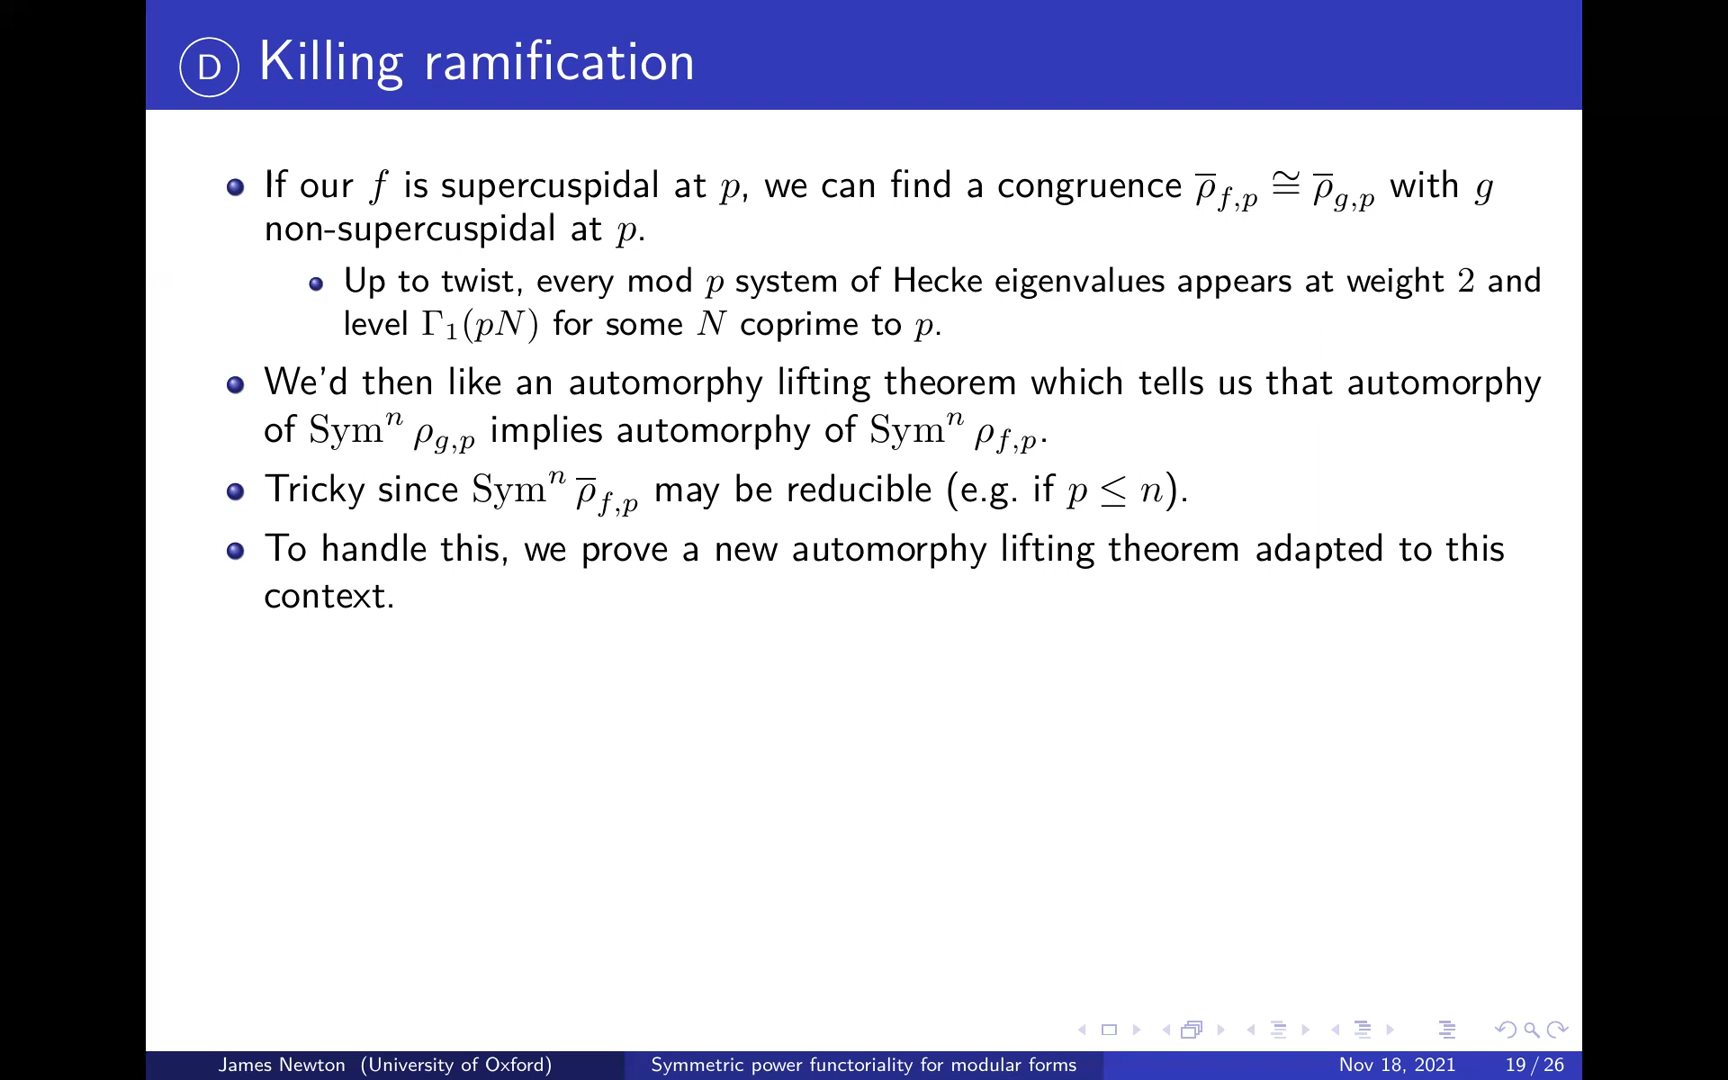 D Killing ramification
If our f is supercuspidal at p, we can find a congruence ρ̄_{f,p} ≅ ρ̄_{g,p} with g
non-supercuspidal at p.
Up to twist, every mod p system of Hecke eigenvalues appears at weight 2 and
level Γ₁(pN) for some N coprime to p.
We'd then like an automorphy lifting theorem which tells us that automorphy
of Symⁿ ρ_{g,p} implies automorphy of Symⁿ ρ_{f,p}.
Tricky since Symⁿ ρ̄_{f,p} may be reducible (e.g. if p ≤ n).
To handle this, we prove a new automorphy lifting theorem adapted to this
context.
James Newton (University of Oxford) Symmetric power functoriality for modular forms Nov 18, 2021 19 / 26